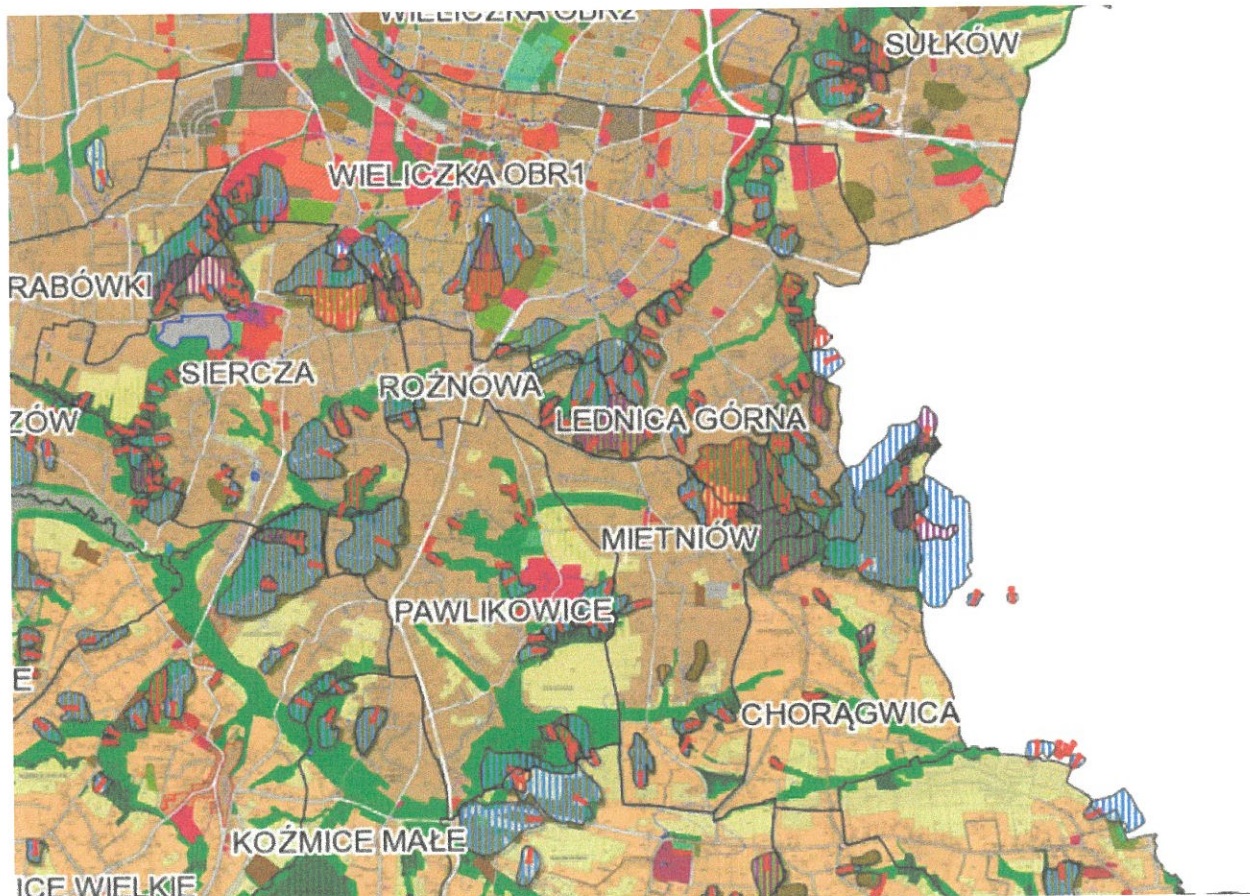 WIELICZKA OBR2
SUŁKÓW
WIELICZKA OBR1
RABÓWKI
SIERCZA
ROŻNOWA
ZÓW
LEDNICA GÓRNA
MIETNIÓW
PAWLIKOWICE
E
CHORĄGWICA
KOŹMICE MAŁE
ICE WIELKIE